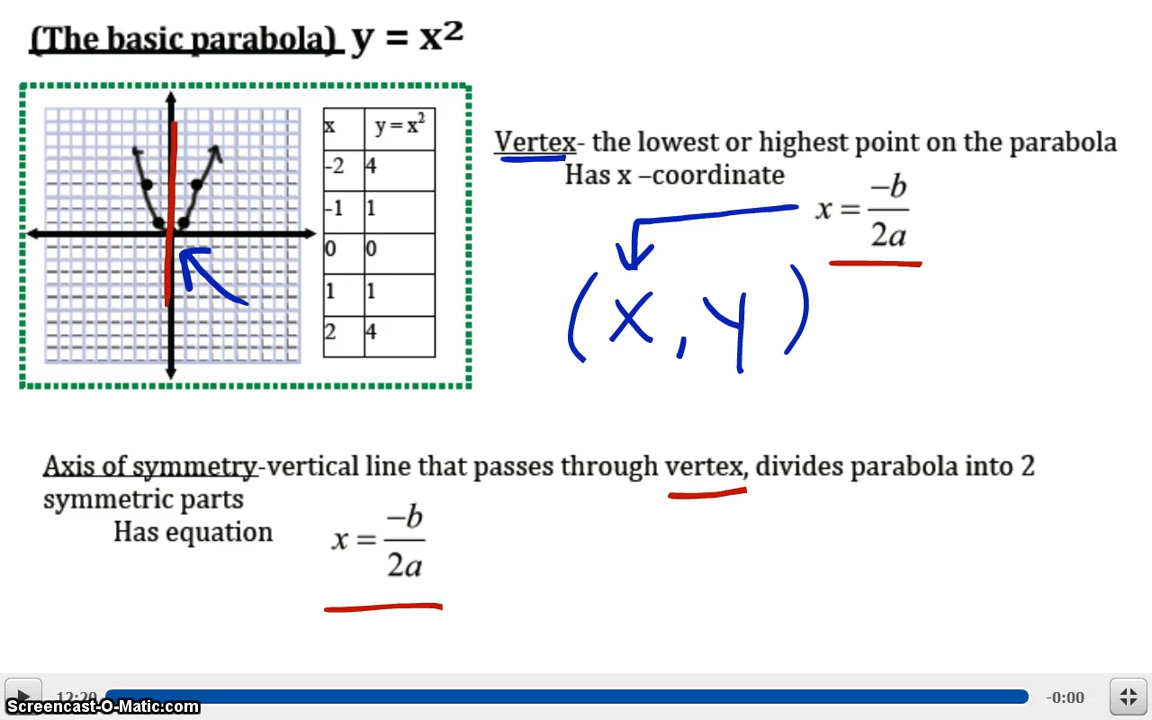 (The basic parabola) y = x²
x y = x²
-2 4
-1 1
0 0
1 1
2 4
Vertex- the lowest or highest point on the parabola
Has x –coordinate
x = –b/2a
(x, y)
Axis of symmetry-vertical line that passes through vertex, divides parabola into 2
symmetric parts
Has equation
x = –b/2a
12:20 -0:00
Screencast-O-Matic.com